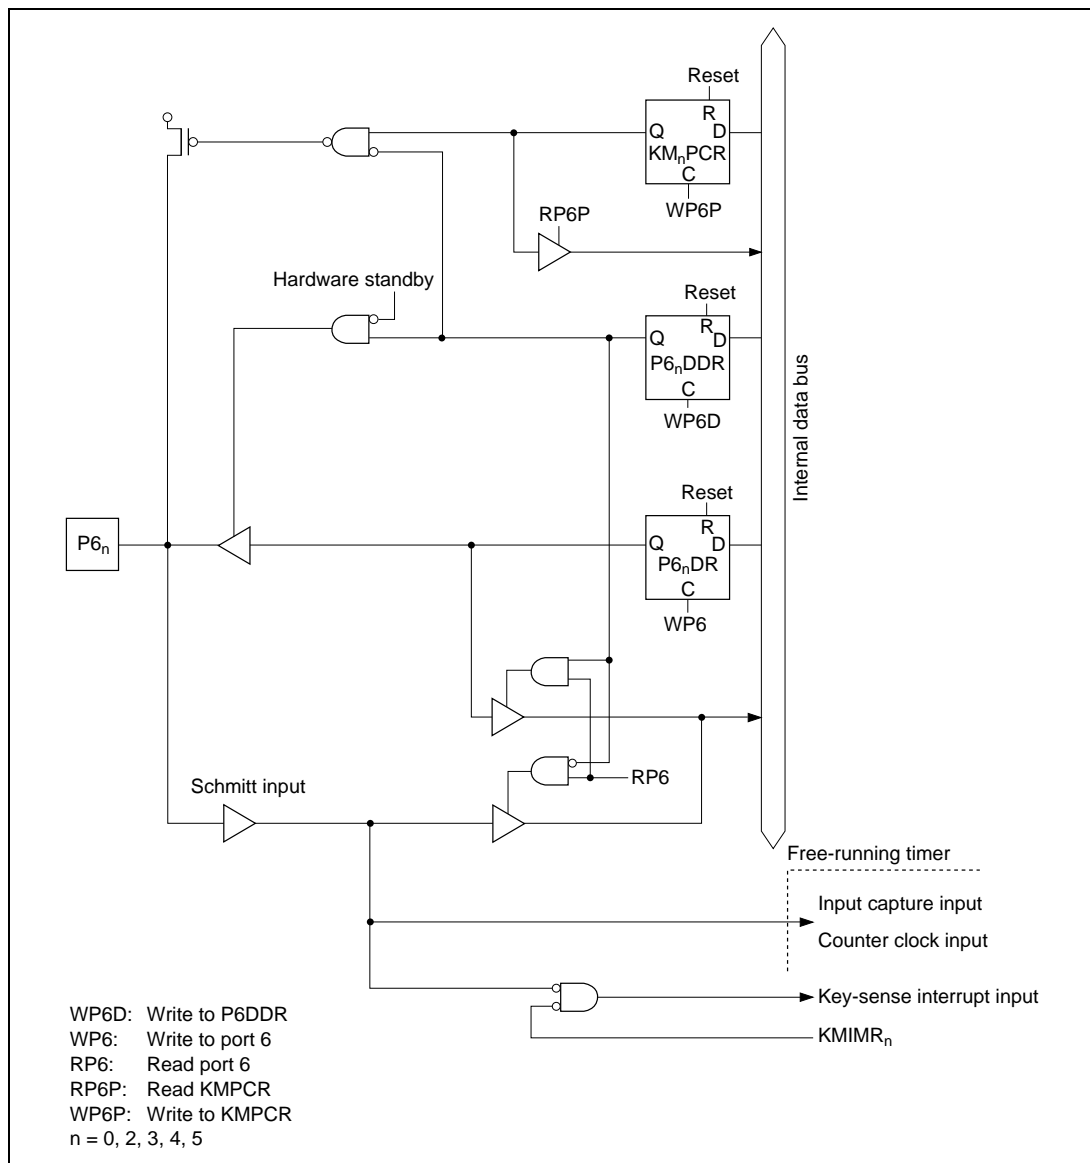 Reset
R
Q D
KMnPCR
C
WP6P
RP6P
Hardware standby
Reset
R
Q D
P6nDDR
C
WP6D
Internal data bus
Reset
R
Q D
P6nDR
C
WP6
P6n
RP6
Schmitt input
Free-running timer
Input capture input
Counter clock input
Key-sense interrupt input
KMIMRn
WP6D: Write to P6DDR
WP6: Write to port 6
RP6: Read port 6
RP6P: Read KMPCR
WP6P: Write to KMPCR
n = 0, 2, 3, 4, 5